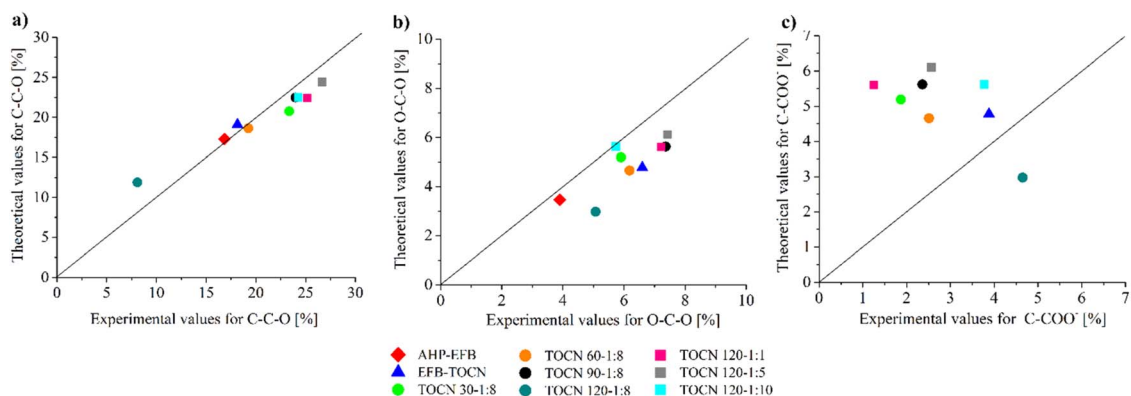 a)
Theoretical values for C-C-O [%]
30
25
20
15
10
5
0
0 5 10 15 20 25 30
Experimental values for C-C-O [%]
b)
Theoretical values for O-C-O [%]
10
8
6
4
2
0
0 2 4 6 8 10
Experimental values for O-C-O [%]
c)
Theoretical values for C-COO⁻ [%]
7
6
5
4
3
2
1
0
0 1 2 3 4 5 6 7
Experimental values for C-COO⁻ [%]
AHP-EFB
EFB-TOCN
TOCN 30-1:8
TOCN 60-1:8
TOCN 90-1:8
TOCN 120-1:8
TOCN 120-1:1
TOCN 120-1:5
TOCN 120-1:10